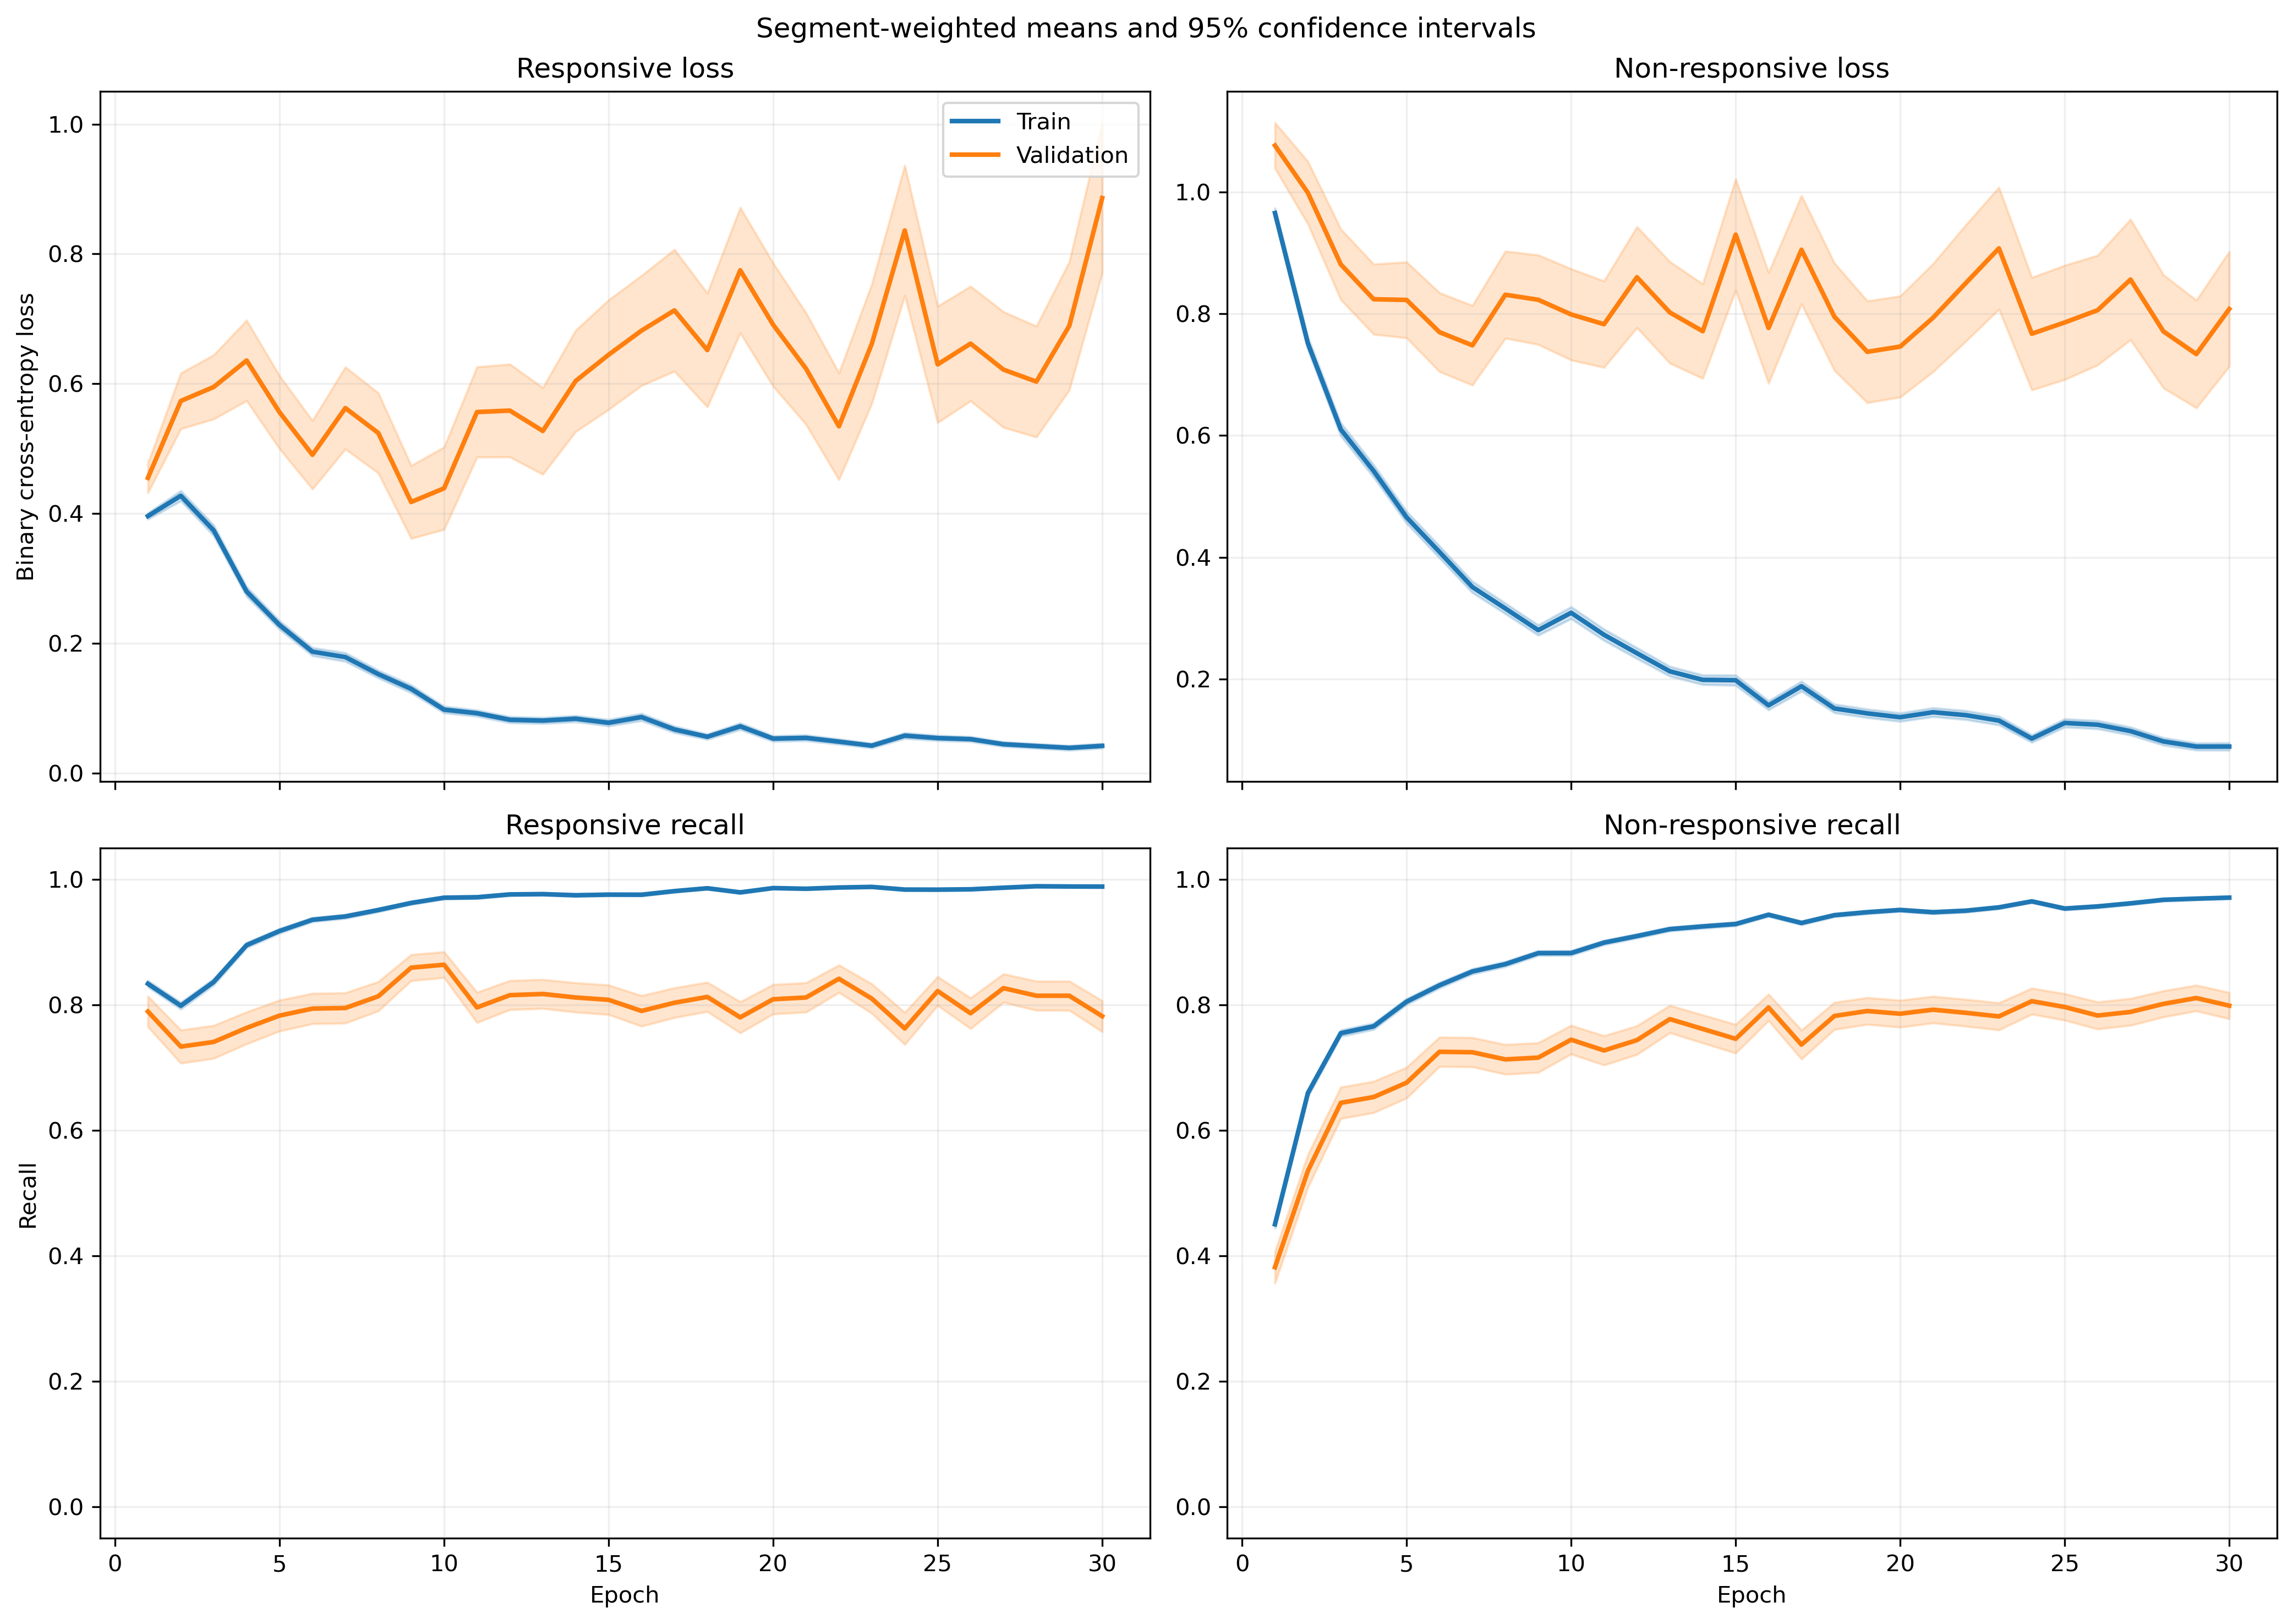 Segment-weighted means and 95% confidence intervals
Responsive loss
Non-responsive loss
Binary cross-entropy loss
1.0
0.8
0.6
0.4
0.2
0.0
Train
Validation
1.0
0.8
0.6
0.4
0.2
Responsive recall
Non-responsive recall
Recall
1.0
0.8
0.6
0.4
0.2
0.0
0 5 10 15 20 25 30
Epoch
1.0
0.8
0.6
0.4
0.2
0.0
0 5 10 15 20 25 30
Epoch